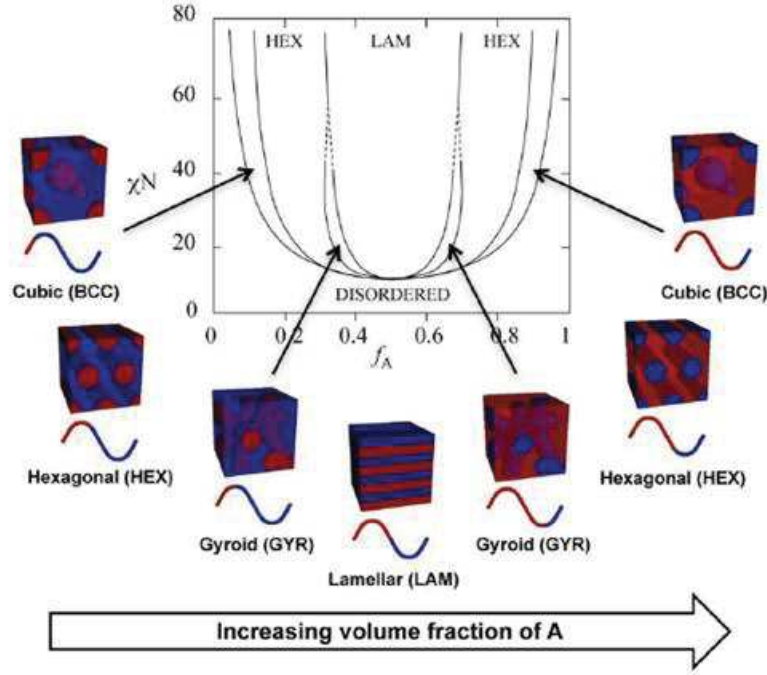 80
HEX LAM HEX
60
χN
40
20
DISORDERED
0
0 0.2 0.4 0.6 0.8 1
f_A
Cubic (BCC)
Cubic (BCC)
Hexagonal (HEX)
Hexagonal (HEX)
Gyroid (GYR)
Gyroid (GYR)
Lamellar (LAM)
Increasing volume fraction of A